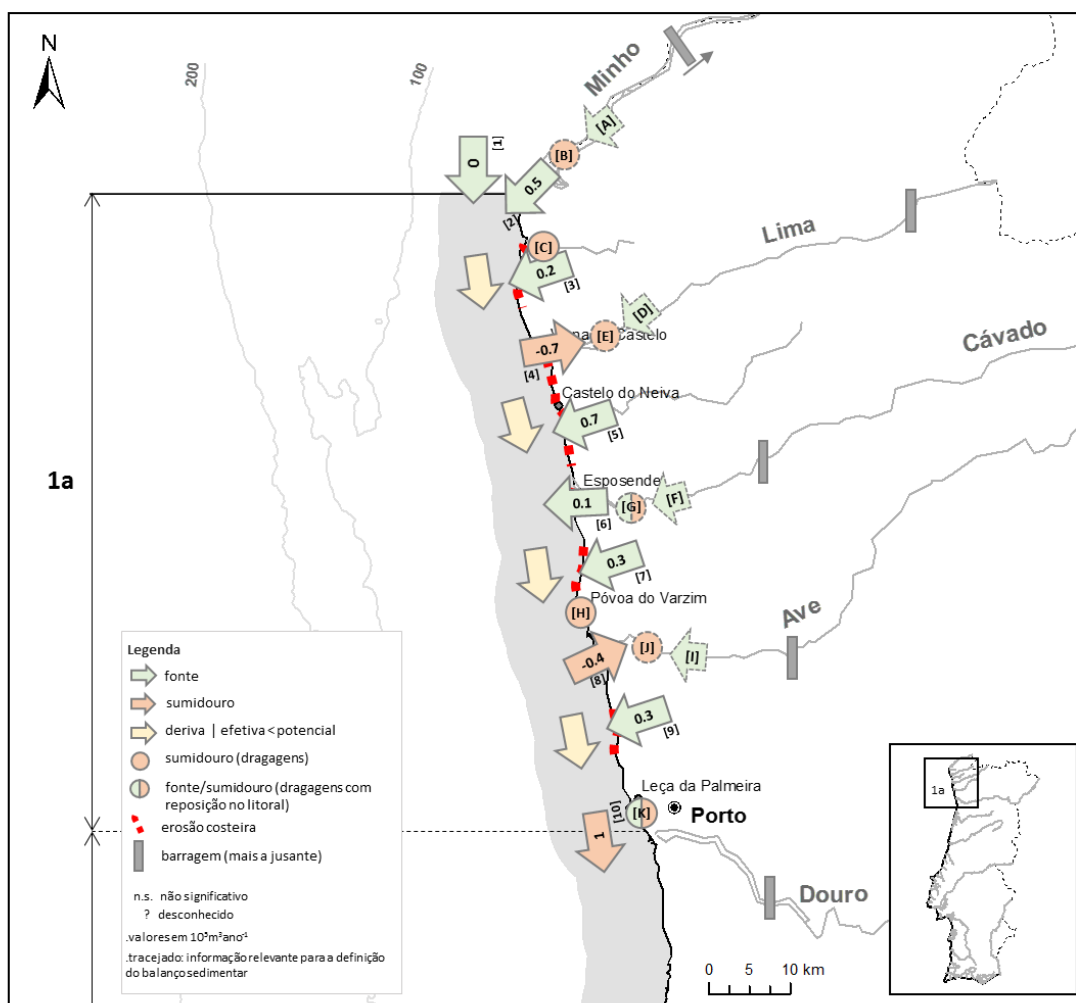 N
200
100
Minho
[A]
[B]
0
[1]
0.5
[2]
[C]
0.2
[3]
Lima
[D]
[E]
Castelo
-0.7
[4]
Cávado
Castelo do Neiva
0.7
[5]
1a
Esposende
0.1
[6]
[G]
[F]
0.3
[7]
Póvoa do Varzim
[H]
Ave
[J]
[I]
-0.4
[8]
0.3
[9]
Leça da Palmeira
[10]
[K]
Porto
1
Douro
0 5 10 km
1a
Legenda
fonte
sumidouro
deriva | efetiva < potencial
sumidouro (dragagens)
fonte/sumidouro (dragagens com
reposição no litoral)
erosão costeira
barragem (mais a jusante)
n.s. não significativo
? desconhecido
.valores em 10⁵m³ano⁻¹
.tracejado: informação relevante para a definição
do balanço sedimentar